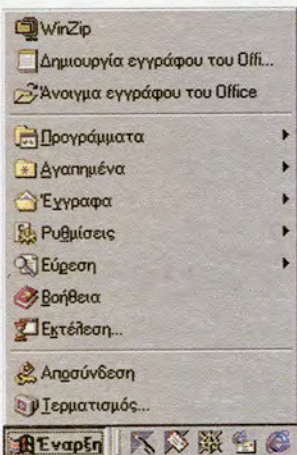 WinZip
Δημιουργία εγγράφου του Offi...
Άνοιγμα εγγράφου του Office
Προγράμματα
Αγαπημένα
Έγγραφα
Ρυθμίσεις
Εύρεση
Βοήθεια
Εκτέλεση...
Αποσύνδεση
Τερματισμός...
Έναρξη